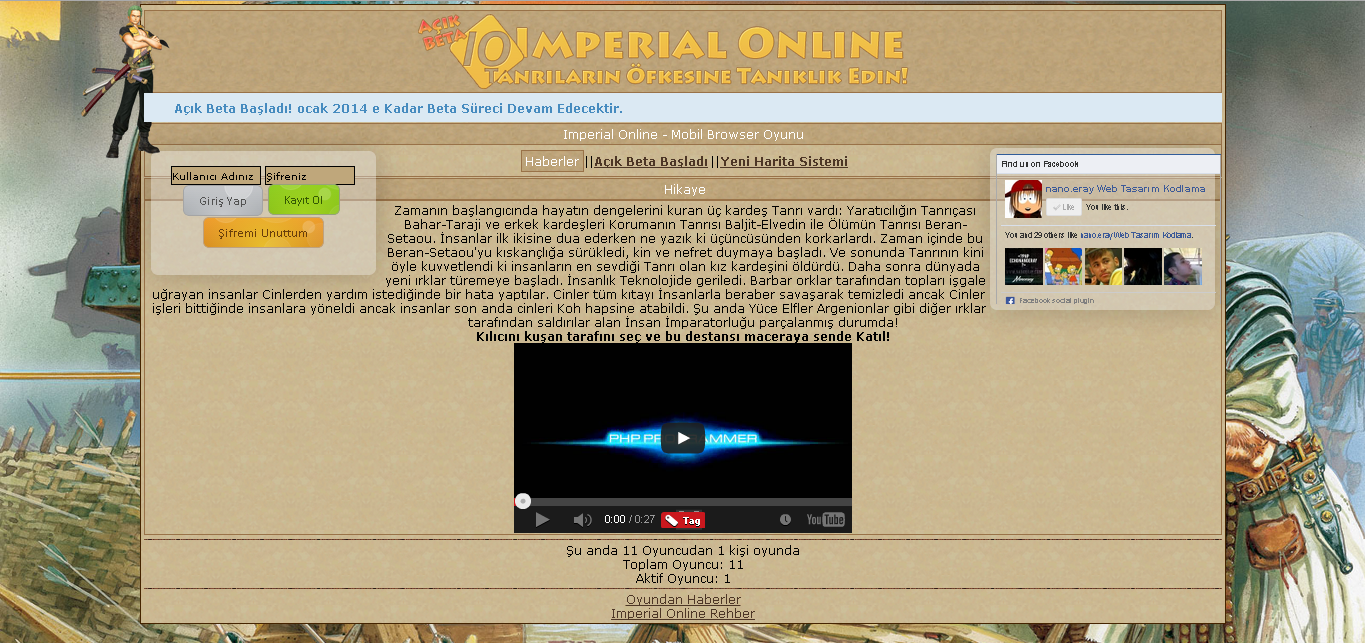 AÇIK
BETA
IO IMPERIAL ONLINE
TANRILARIN ÖFKESINE TANIKLIK EDIN!
Açık Beta Başladı! ocak 2014 e Kadar Beta Süreci Devam Edecektir.
Imperial Online - Mobil Browser Oyunu
Kullanıcı Adınız Şifreniz
Giriş Yap Kayıt Ol
Şifremi Unuttum
Haberler ||Açık Beta Başladı ||Yeni Harita Sistemi
Hikaye
Zamanın başlangıcında hayatın dengelerini kuran üç kardeş Tanrı vardı: Yaratıcılığın Tanrıçası
Bahar-Taraji ve erkek kardeşleri Korumanın Tanrısı Baljit-Elvedin ile Ölümün Tanrısı Beran-
Setaou. İnsanlar ilk ikisine dua ederken ne yazık ki üçüncüsünden korkarlardı. Zaman içinde bu
Beran-Setaou'yu kıskançlığa sürükledi, kin ve nefret duymaya başladı. Ve sonunda Tanrının kini
öyle kuvvetlendi ki insanların en sevdiği Tanrı olan kız kardeşini öldürdü. Daha sonra dünyada
yeni ırklar türemeye başladı. İnsanlık Teknolojide geriledi. Barbar orklar tarafından topları işgale
uğrayan insanlar Cinlerden yardım istediğinde bir hata yaptılar. Cinler tüm kıtayı İnsanlarla beraber savaşarak temizledi ancak Cinler
işleri bittiğinde insanlara yöneldi ancak insanlar son anda cinleri Koh hapsine atabildi. Şu anda Yüce Elfler Argenionlar gibi diğer ırklar
tarafından saldırılar alan İnsan İmparatorluğu parçalanmış durumda!
Kılıcını kuşan tarafını seç ve bu destansı maceraya sende Katıl!
Find us on Facebook
nano.eray Web Tasarım Kodlama
Like You like this.
You and 29 others like nano.eray Web Tasarım Kodlama.
Facebook social plugin
0:00 / 0:27 Tag YouTube
Şu anda 11 Oyuncudan 1 kişi oyunda
Toplam Oyuncu: 11
Aktif Oyuncu: 1
Oyundan Haberler
Imperial Online Rehber